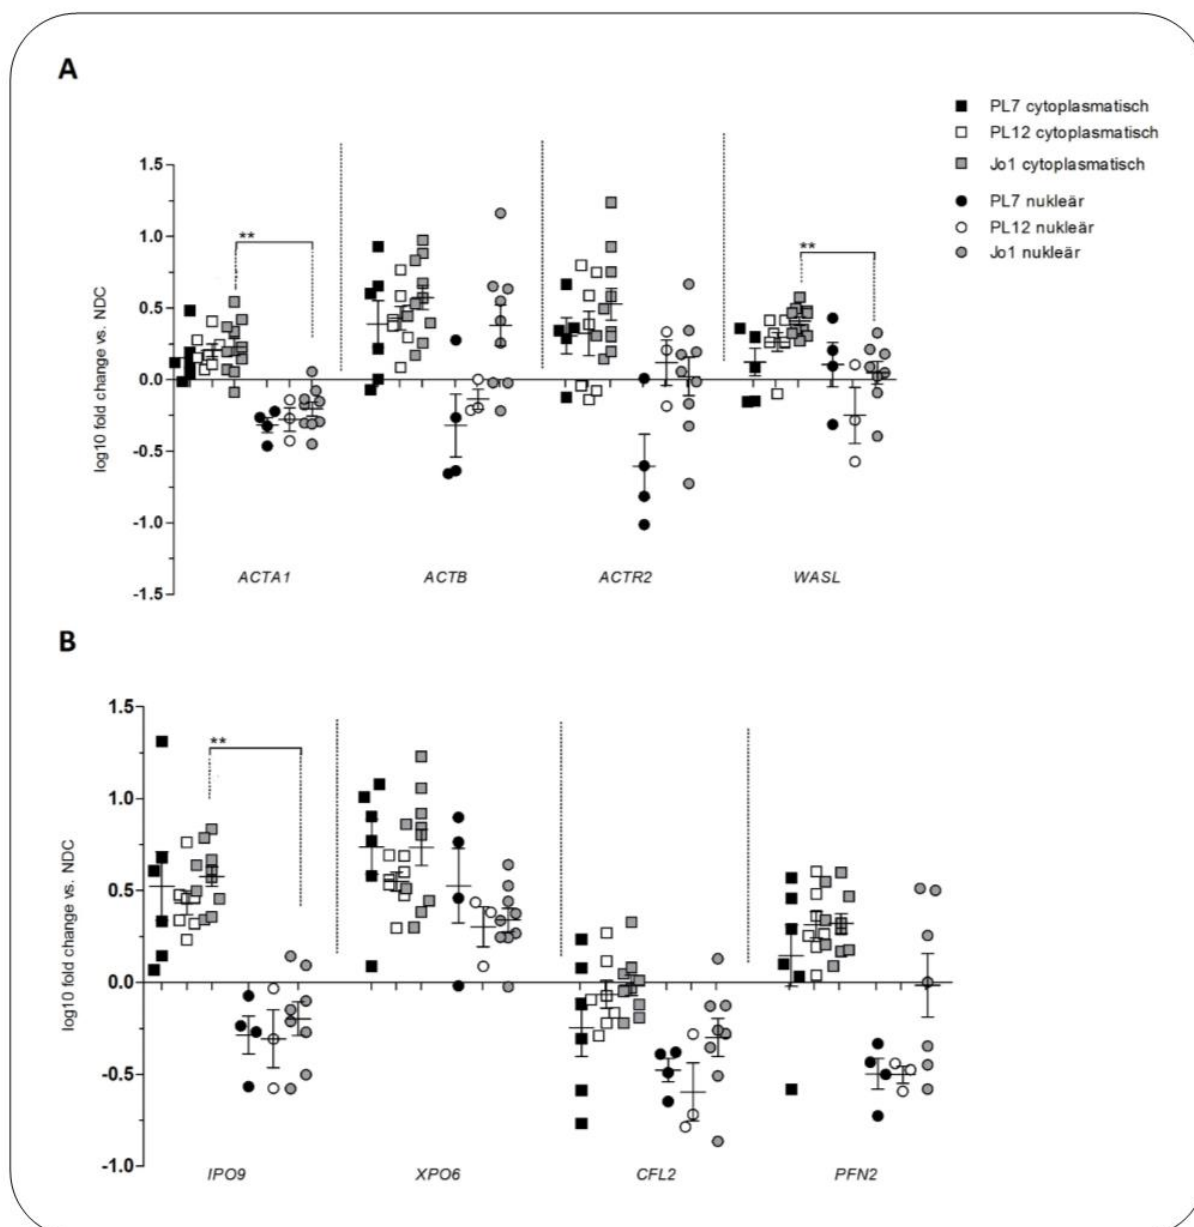 A
PL7 cytoplasmatisch
PL12 cytoplasmatisch
Jo1 cytoplasmatisch
PL7 nukleär
PL12 nukleär
Jo1 nukleär
log10 fold change vs. NDC
1.5
1.0
0.5
0.0
-0.5
-1.0
-1.5
**
**
ACTA1 ACTB ACTR2 WASL
B
log10 fold change vs. NDC
1.5
1.0
0.5
0.0
-0.5
-1.0
**
IPO9 XPO6 CFL2 PFN2